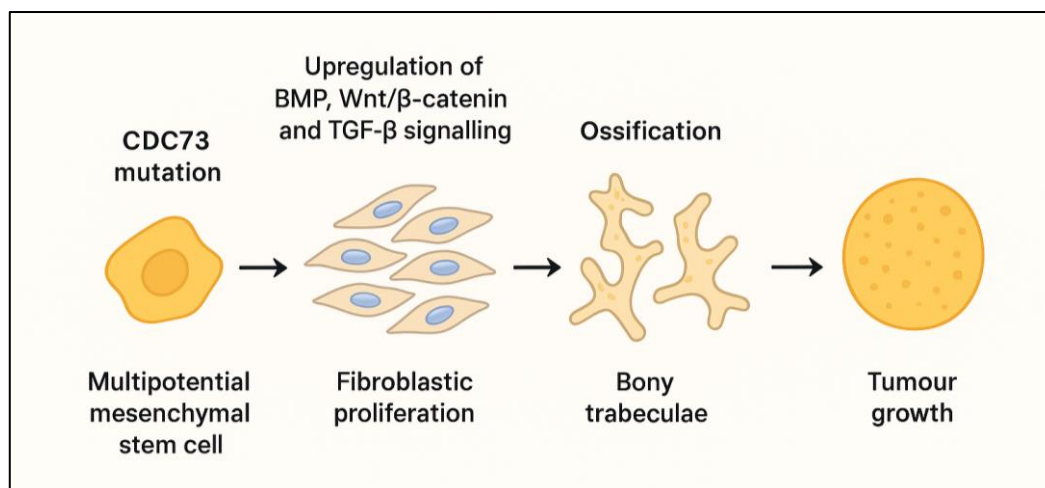 CDC73
mutation
Upregulation of
BMP, Wnt/β-catenin
and TGF-β signalling
Ossification
Multipotential
mesenchymal
stem cell
Fibroblastic
proliferation
Bony
trabeculae
Tumour
growth